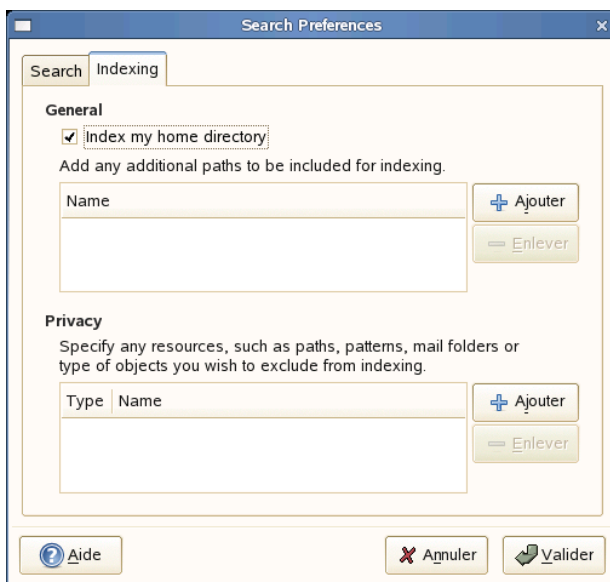 Search Preferences
Search
Indexing
General
Index my home directory
Add any additional paths to be included for indexing.
Name
Ajouter
Enlever
Privacy
Specify any resources, such as paths, patterns, mail folders or
type of objects you wish to exclude from indexing.
Type
Name
Ajouter
Enlever
Aide
Annuler
Valider